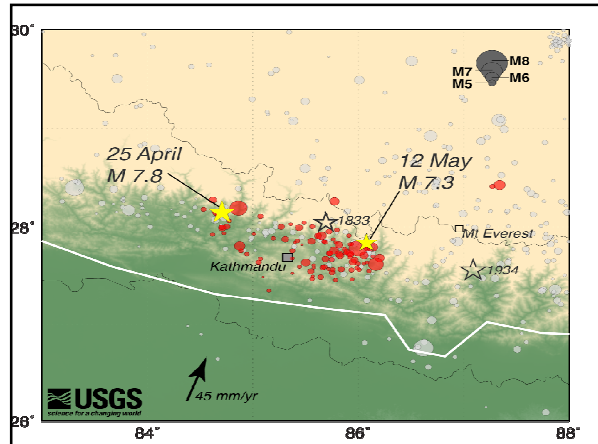 30°
M8
M7
M6
M5
25 April
M 7.8
12 May
M 7.3
1833
Mt Everest
28°
Kathmandu
1934
45 mm/yr
USGS
science for a changing world
26°
84°
86°
88°